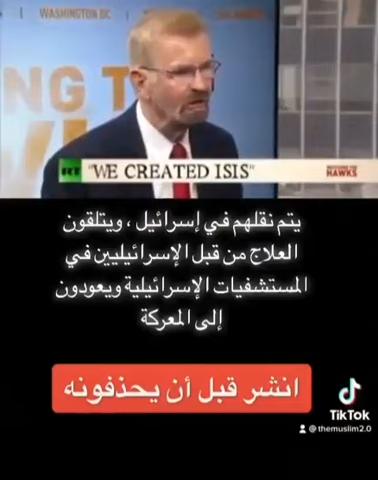 WASHINGTON DC
NG T
RT "WE CREATED ISIS"
HAWKS
يتم نقلهم في إسرائيل ، ويتلقون
العلاج من قبل الإسرائيليين في
المستشفيات الإسرائيلية ويعودون
إلى المعركة
انشر قبل أن يحذفونه
TikTok
@themuslim2.0